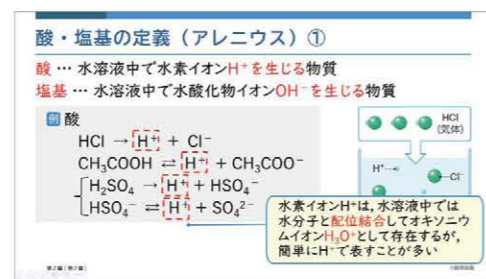 酸・塩基の定義（アレニウス）①
酸 … 水溶液中で水素イオンH⁺を生じる物質
塩基 … 水溶液中で水酸化物イオンOH⁻を生じる物質
例 酸
HCl → H⁺ + Cl⁻
CH₃COOH ⇄ H⁺ + CH₃COO⁻
H₂SO₄ → H⁺ + HSO₄⁻
HSO₄⁻ ⇄ H⁺ + SO₄²⁻
HCl
(気体)
H⁺
Cl⁻
水素イオンH⁺は，水溶液中では
水分子と配位結合してオキソニウ
ムイオンH₃O⁺として存在するが，
簡単にH⁺で表すことが多い